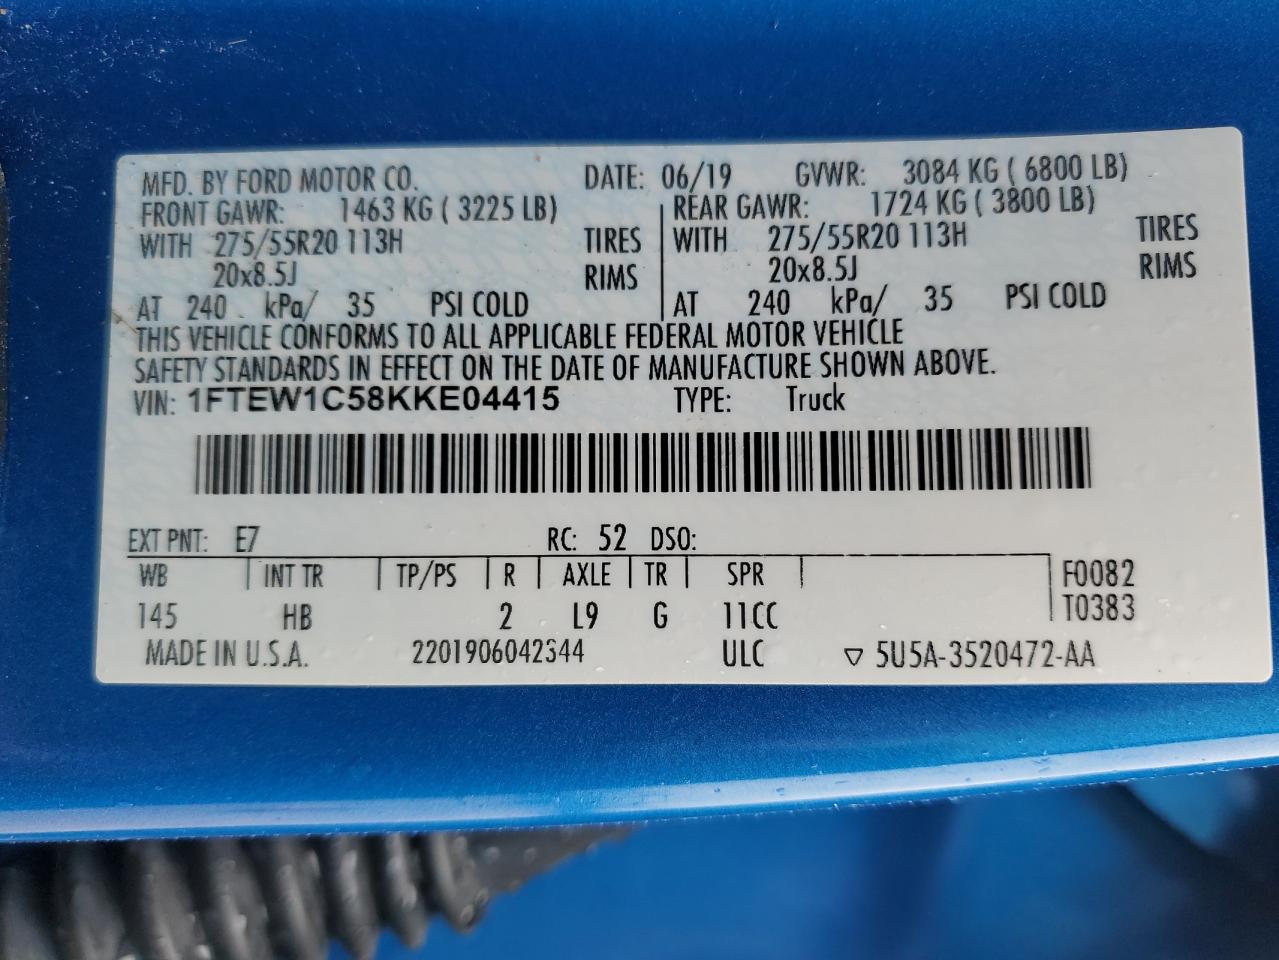 MFD. BY FORD MOTOR CO. DATE: 06/19 GVWR: 3084 KG ( 6800 LB)
FRONT GAWR: 1463 KG ( 3225 LB) REAR GAWR: 1724 KG ( 3800 LB)
WITH 275/55R20 113H TIRES WITH 275/55R20 113H TIRES
20x8.5J RIMS 20x8.5J RIMS
AT 240 kPa/ 35 PSI COLD AT 240 kPa/ 35 PSI COLD
THIS VEHICLE CONFORMS TO ALL APPLICABLE FEDERAL MOTOR VEHICLE
SAFETY STANDARDS IN EFFECT ON THE DATE OF MANUFACTURE SHOWN ABOVE.
VIN: 1FTEW1C58KKE04415 TYPE: Truck
EXT PNT: E7 RC: 52 DSO:
WB INT TR TP/PS R AXLE TR SPR F0082
145 HB 2 L9 G 11CC T0383
MADE IN U.S.A. 2201906042344 ULC ▽ 5U5A-3520472-AA